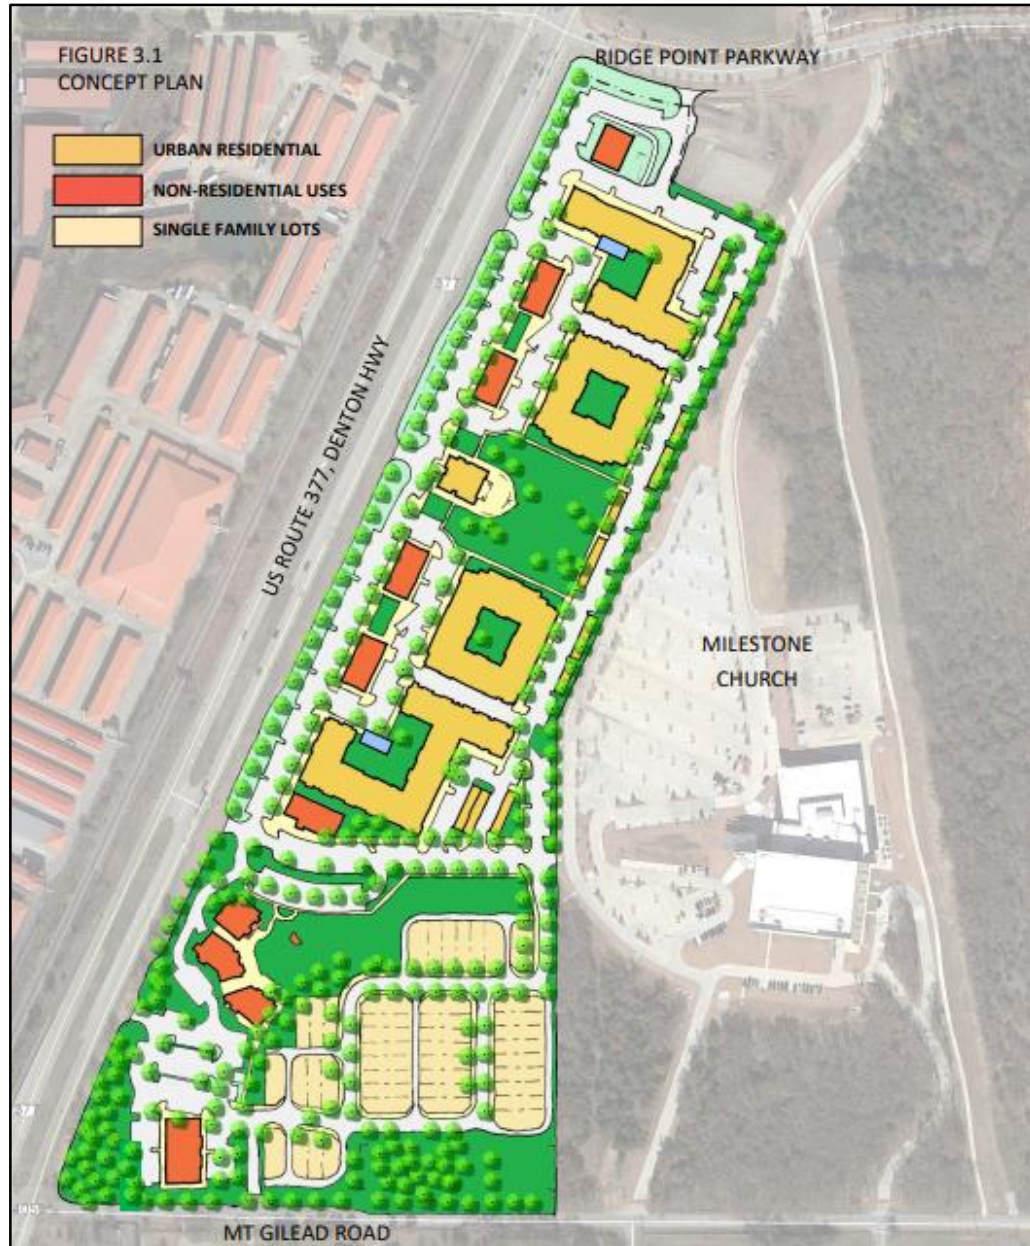 FIGURE 3.1
CONCEPT PLAN
RIDGE POINT PARKWAY
URBAN RESIDENTIAL
NON-RESIDENTIAL USES
SINGLE FAMILY LOTS
US ROUTE 377, DENTON HWY
MILESTONE
CHURCH
MT GILEAD ROAD